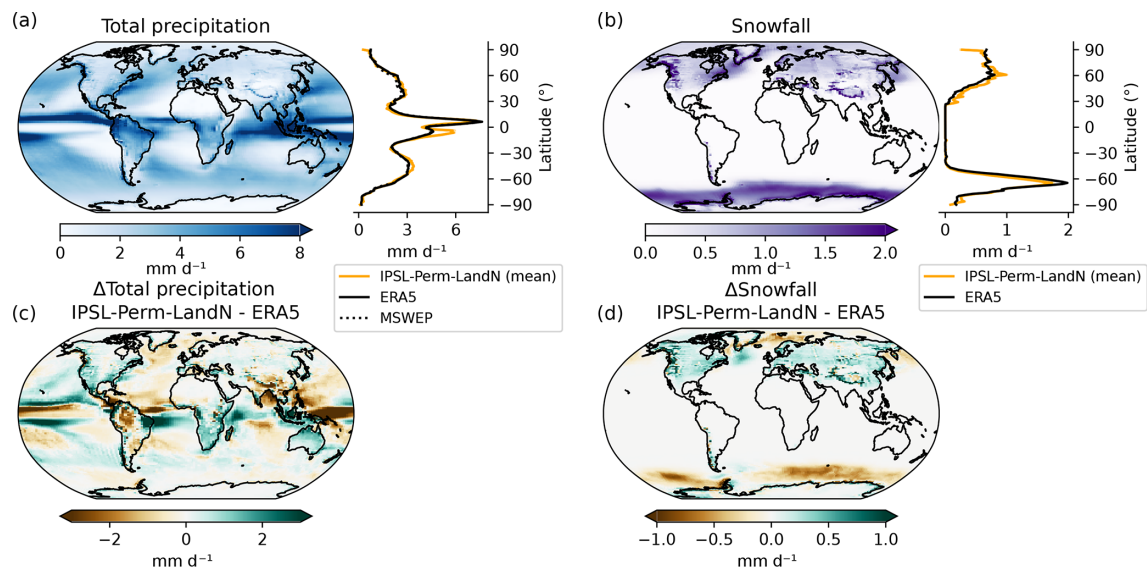 (a)
Total precipitation
90
60
30
0
−30
−60
−90
Latitude (°)
0 3 6
mm d⁻¹
0 2 4 6 8
mm d⁻¹
(b)
Snowfall
90
60
30
0
−30
−60
−90
Latitude (°)
0 1 2
mm d⁻¹
0.0 0.5 1.0 1.5 2.0
mm d⁻¹
IPSL-Perm-LandN (mean)
ERA5
MSWEP
IPSL-Perm-LandN (mean)
ERA5
(c)
ΔTotal precipitation
IPSL-Perm-LandN - ERA5
−2 0 2
mm d⁻¹
(d)
ΔSnowfall
IPSL-Perm-LandN - ERA5
−1.0 −0.5 0.0 0.5 1.0
mm d⁻¹